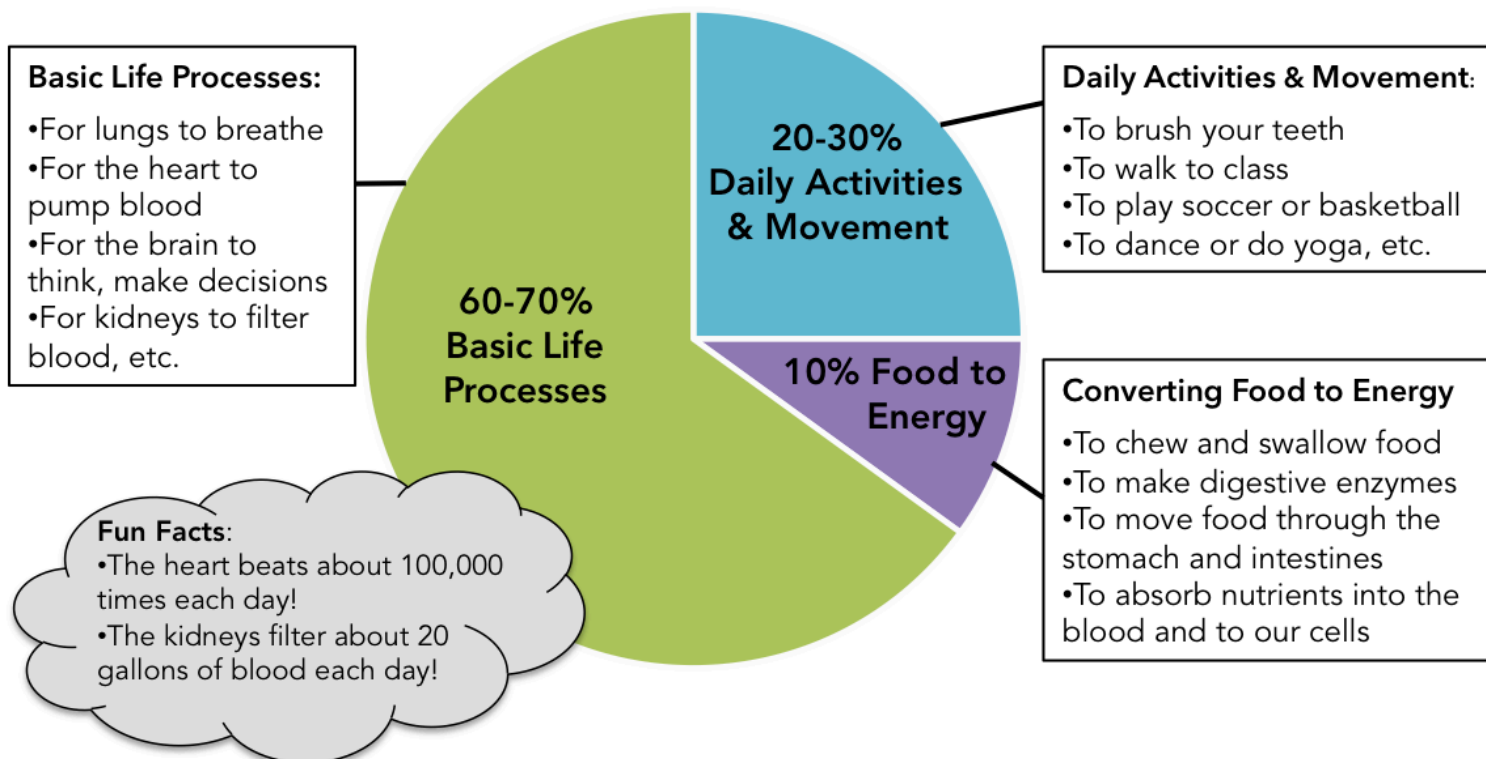 Basic Life Processes:
•For lungs to breathe
•For the heart to
pump blood
•For the brain to
think, make decisions
•For kidneys to filter
blood, etc.
60-70%
Basic Life
Processes
20-30%
Daily Activities
& Movement
10% Food to
Energy
Daily Activities & Movement:
•To brush your teeth
•To walk to class
•To play soccer or basketball
•To dance or do yoga, etc.
Converting Food to Energy
•To chew and swallow food
•To make digestive enzymes
•To move food through the
stomach and intestines
•To absorb nutrients into the
blood and to our cells
Fun Facts:
•The heart beats about 100,000
times each day!
•The kidneys filter about 20
gallons of blood each day!